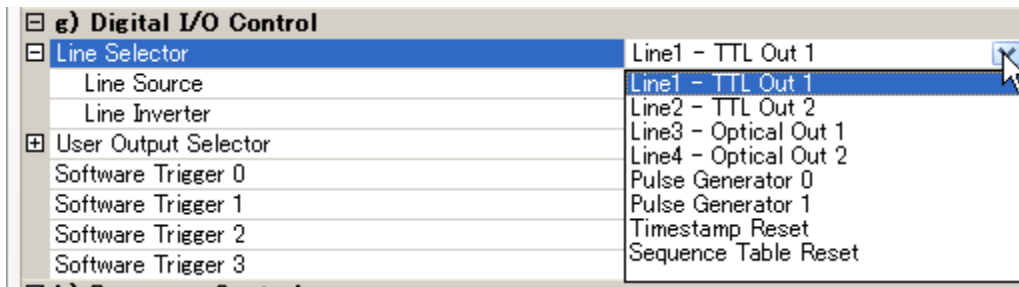 g) Digital I/O Control
Line Selector
Line1 - TTL Out 1
Line Source
Line Inverter
User Output Selector
Software Trigger 0
Software Trigger 1
Software Trigger 2
Software Trigger 3
Line1 - TTL Out 1
Line2 - TTL Out 2
Line3 - Optical Out 1
Line4 - Optical Out 2
Pulse Generator 0
Pulse Generator 1
Timestamp Reset
Sequence Table Reset